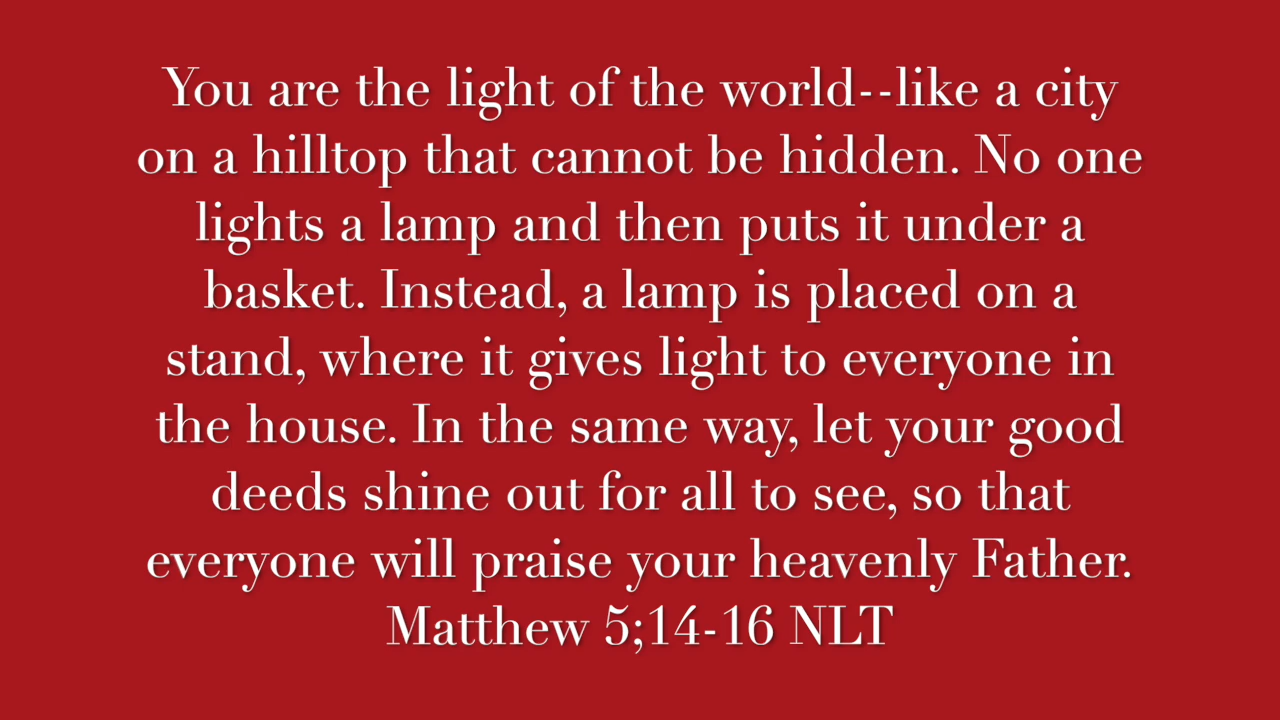 You are the light of the world--like a city
on a hilltop that cannot be hidden. No one
lights a lamp and then puts it under a
basket. Instead, a lamp is placed on a
stand, where it gives light to everyone in
the house. In the same way, let your good
deeds shine out for all to see, so that
everyone will praise your heavenly Father.
Matthew 5;14-16 NLT